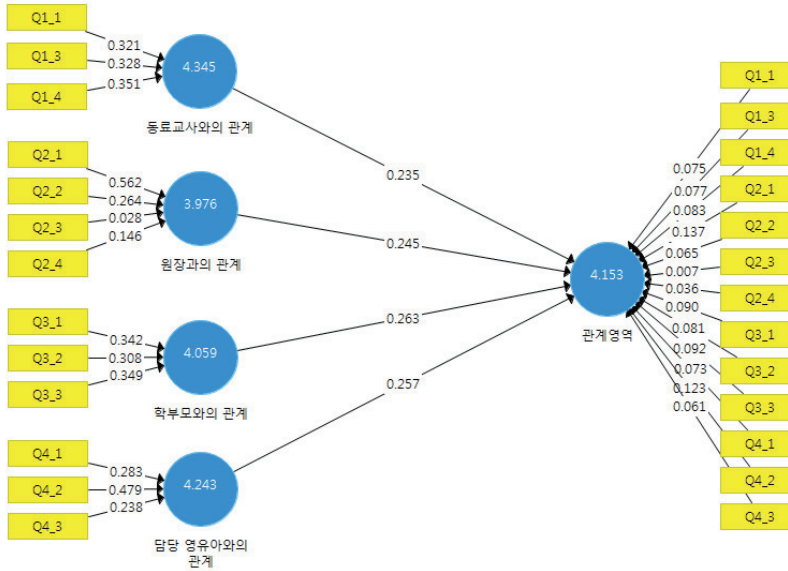 Q1_1
Q1_3
Q1_4
0.321
0.328
0.351
4.345
동료교사와의 관계
Q2_1
Q2_2
Q2_3
Q2_4
0.562
0.264
0.028
0.146
3.976
원장과의 관계
Q3_1
Q3_2
Q3_3
0.342
0.308
0.349
4.059
학부모와의 관계
Q4_1
Q4_2
Q4_3
0.283
0.479
0.238
4.243
담당 영유아와의
관계
0.235
0.245
0.263
0.257
4.153
관계영역
0.075
0.077
0.083
0.137
0.065
0.007
0.036
0.090
0.081
0.092
0.073
0.123
0.061
Q1_1
Q1_3
Q1_4
Q2_1
Q2_2
Q2_3
Q2_4
Q3_1
Q3_2
Q3_3
Q4_1
Q4_2
Q4_3